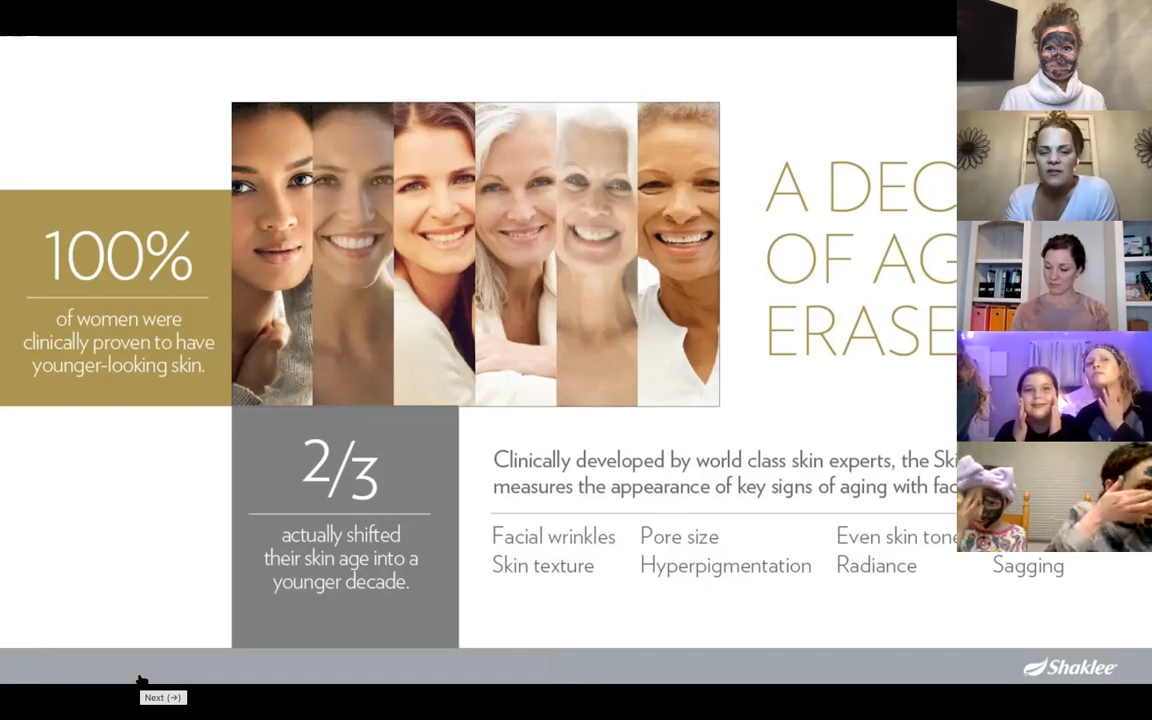 100%
of women were
clinically proven to have
younger-looking skin.
A DEC
OF AG
ERASE
2/3
actually shifted
their skin age into a
younger decade.
Clinically developed by world class skin experts, the Ski
measures the appearance of key signs of aging with fac
Facial wrinkles Pore size Even skin tone
Skin texture Hyperpigmentation Radiance Sagging
Shaklee
Next (→)